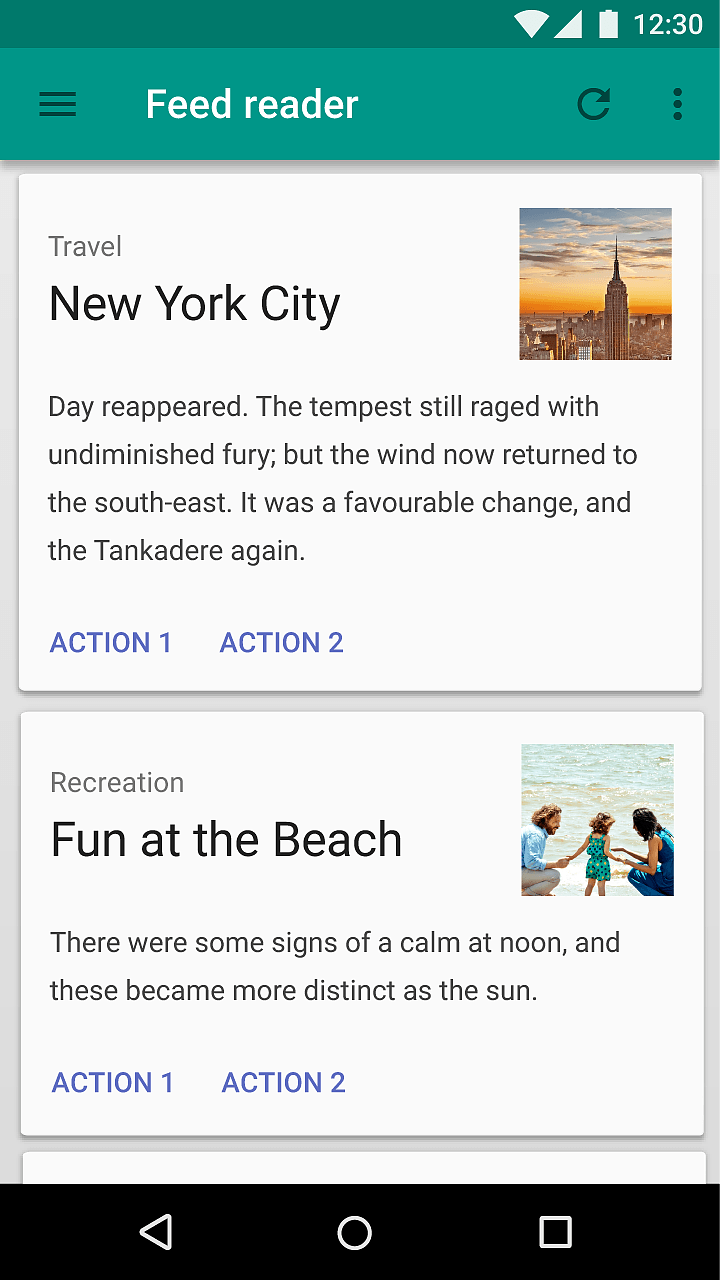 12:30
Feed reader
Travel
New York City
Day reappeared. The tempest still raged with
undiminished fury; but the wind now returned to
the south-east. It was a favourable change, and
the Tankadere again.
ACTION 1 ACTION 2
Recreation
Fun at the Beach
There were some signs of a calm at noon, and
these became more distinct as the sun.
ACTION 1 ACTION 2